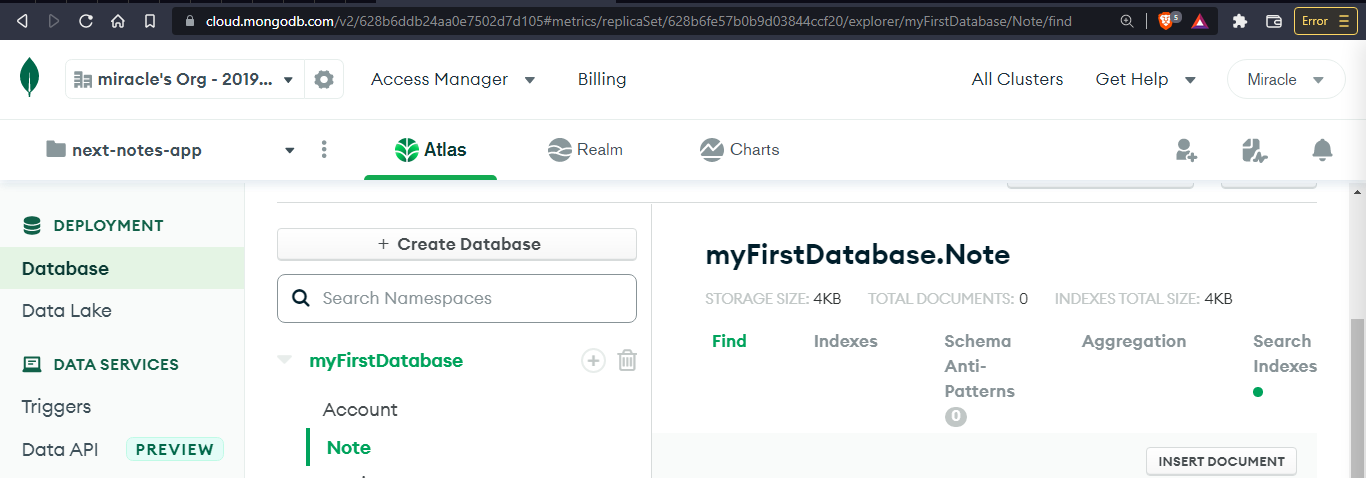 cloud.mongodb.com/v2/628b6ddb24aa0e7502d7d105#metrics/replicaSet/628b6fe57b0b9d03844ccf20/explorer/myFirstDatabase/Note/find
5
Error
miracle's Org - 2019...
Access Manager
Billing
All Clusters
Get Help
Miracle
next-notes-app
Atlas
Realm
Charts
DEPLOYMENT
Database
Data Lake
DATA SERVICES
Triggers
Data API PREVIEW
+ Create Database
Search Namespaces
myFirstDatabase
Account
Note
myFirstDatabase.Note
STORAGE SIZE: 4KB TOTAL DOCUMENTS: 0 INDEXES TOTAL SIZE: 4KB
Find
Indexes
Schema
Anti-
Patterns
0
Aggregation
Search
Indexes
INSERT DOCUMENT